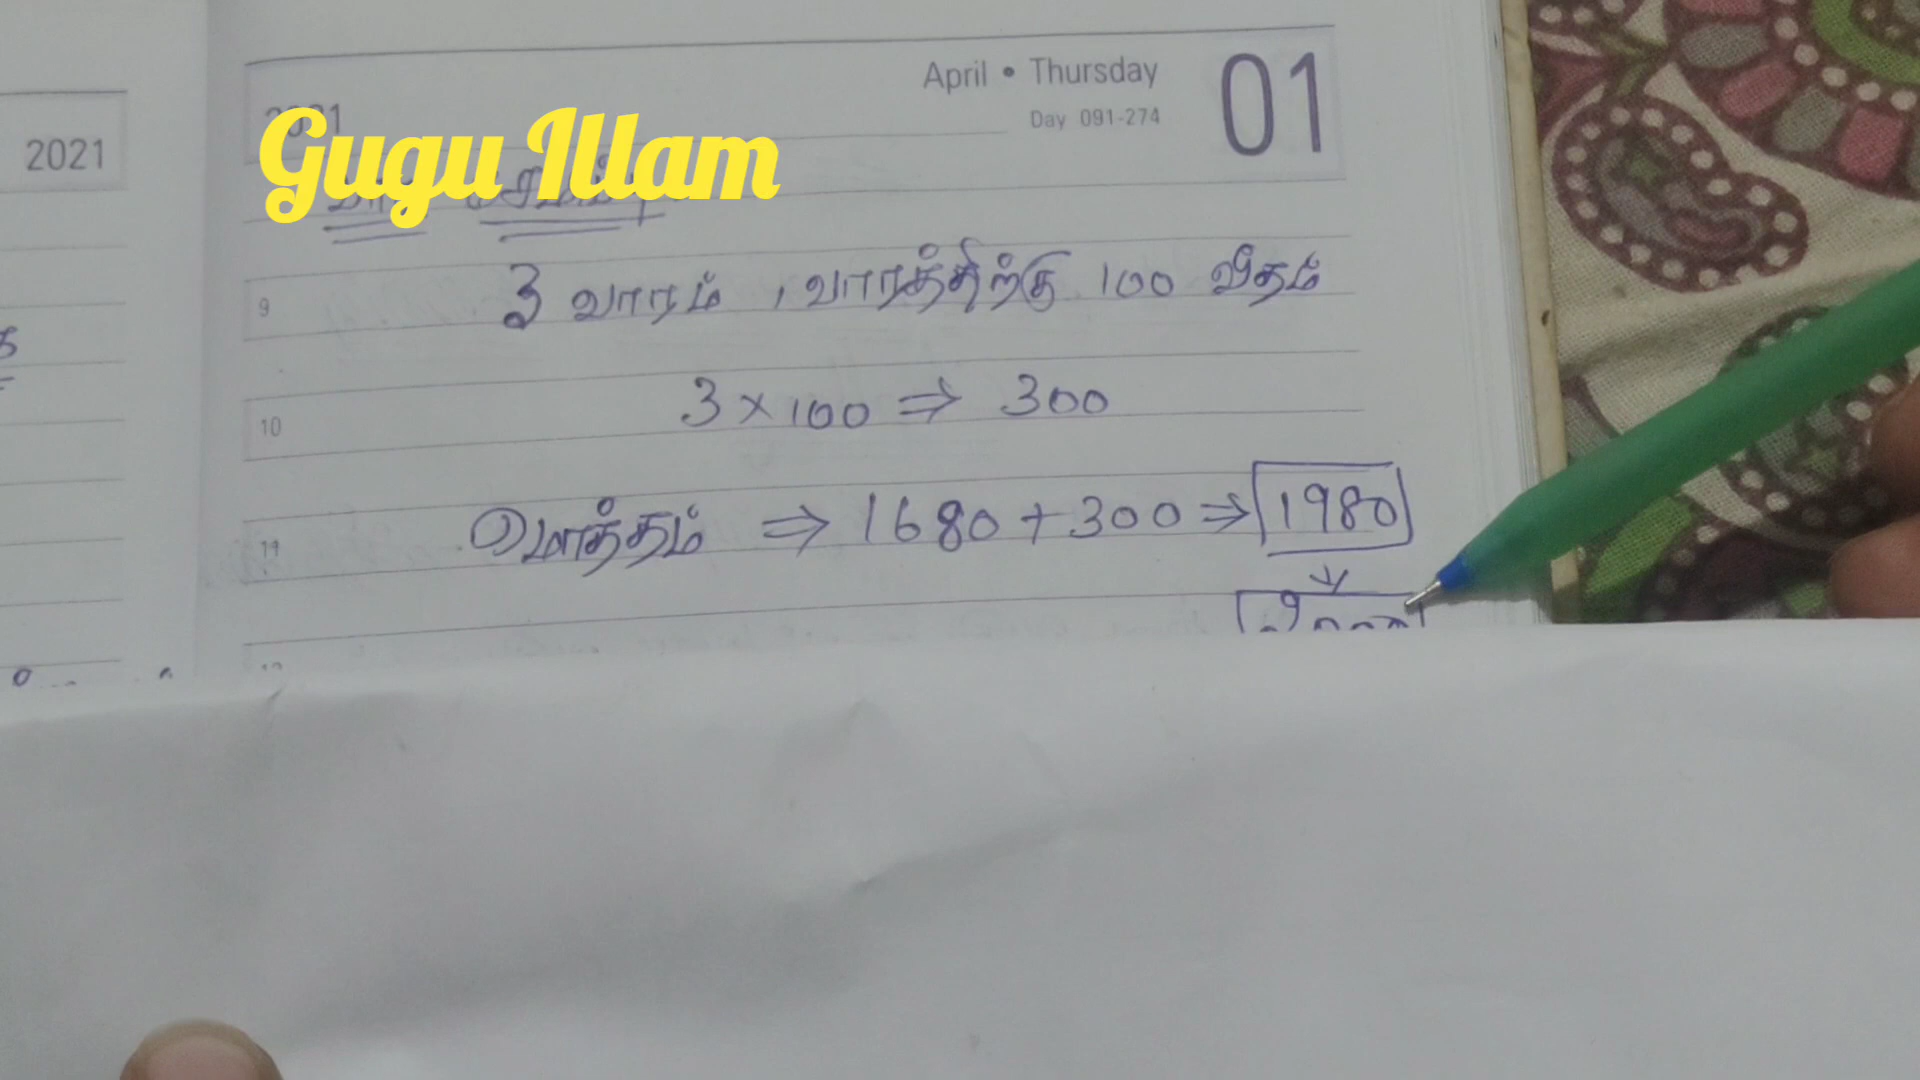 2021
2021
April • Thursday
Day 091-274
01
Gugu Illam
9
3 வாரம், வாரத்திற்கு 100 வீதம்
10
3 × 100 ⇒ 300
11
மொத்தம் ⇒ 1680 + 300 ⇒ 1980